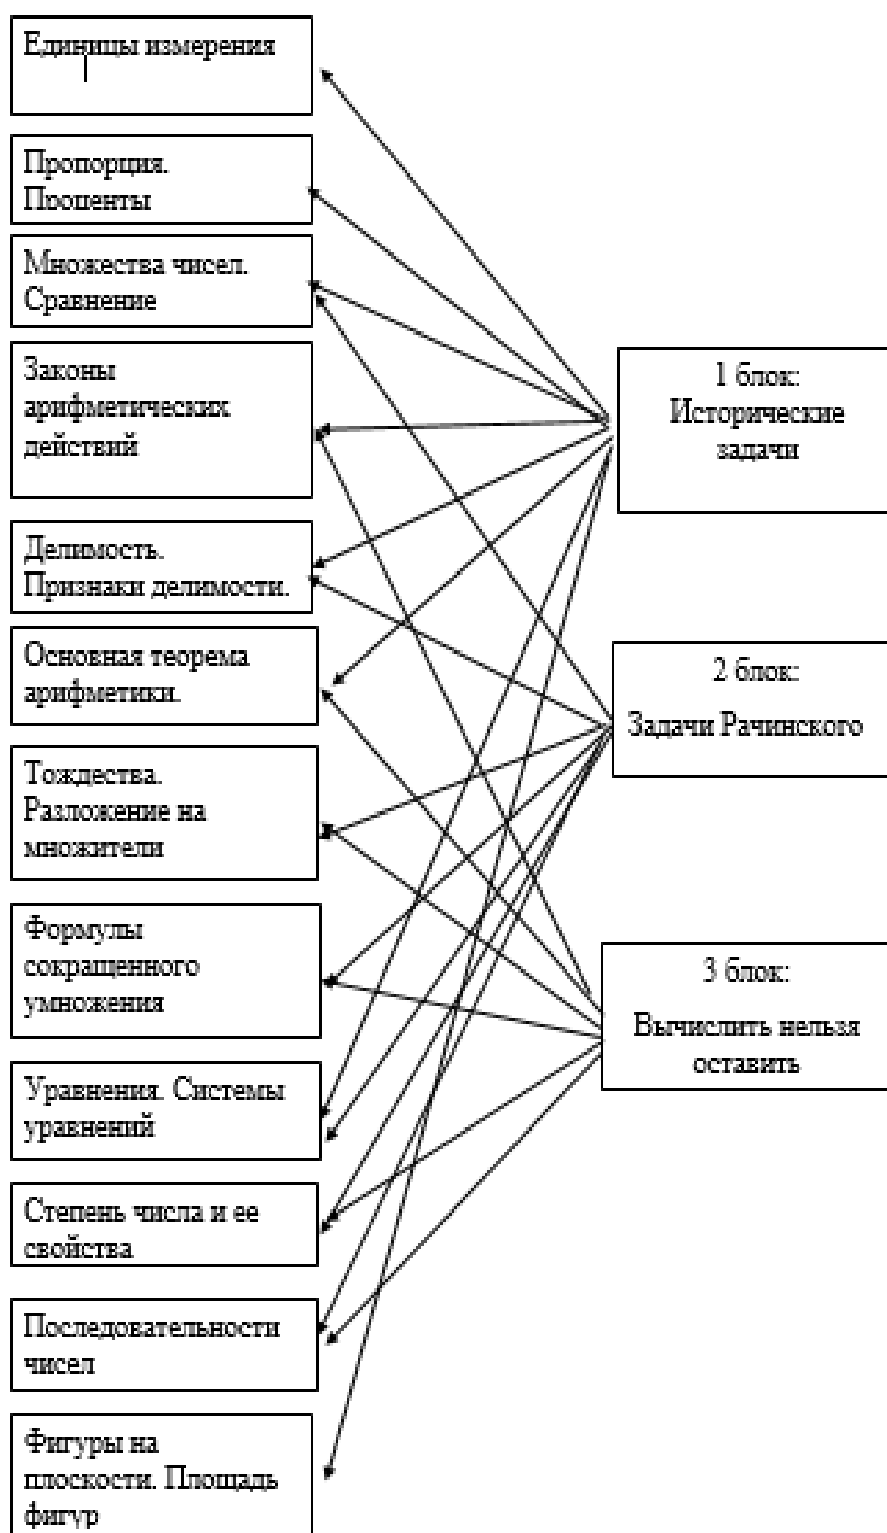 Единицы измерения
Пропорция.
Проценты
Множества чисел.
Сравнение
Законы
арифметических
действий
Делимость.
Признаки делимости.
Основная теорема
арифметики.
Тождества.
Разложение на
множители
Формулы
сокращенного
умножения
Уравнения. Системы
уравнений
Степень числа и ее
свойства
Последовательности
чисел
Фигуры на
плоскости. Площадь
фигур
1 блок:
Исторические
задачи
2 блок:
Задачи Рачинского
3 блок:
Вычислить нельзя
оставить